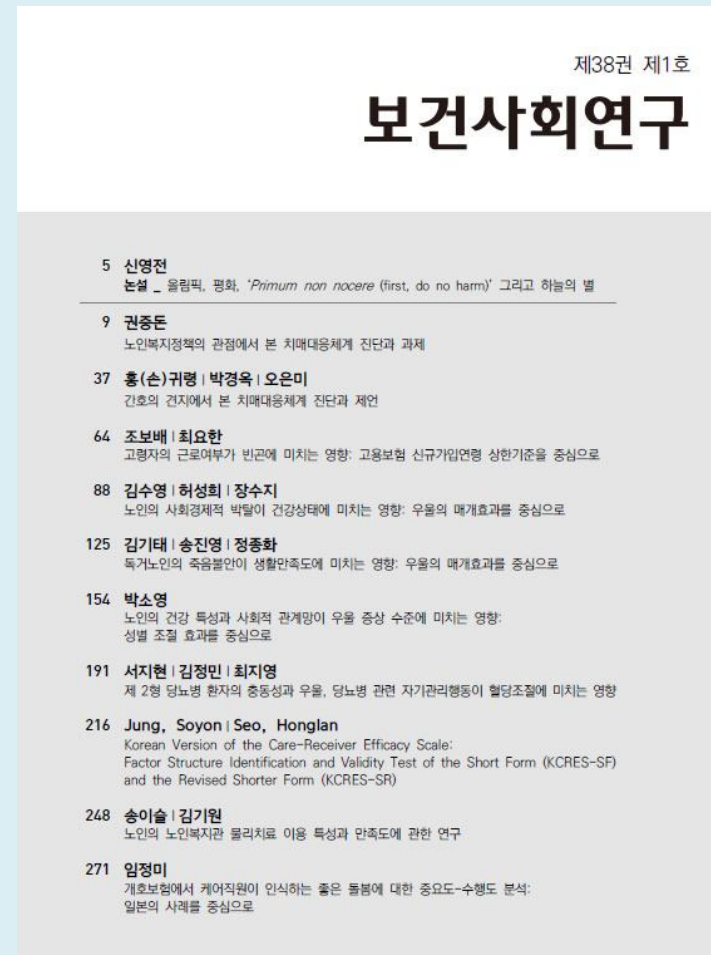 제38권 제1호
보건사회연구
5 신영전
논설 _ 올림픽, 평화, ‘Primum non nocere (first, do no harm)’ 그리고 하늘의 별
9 권중돈
노인복지정책의 관점에서 본 치매대응체계 진단과 과제
37 홍(손)귀령 | 박경옥 | 오은미
간호의 견지에서 본 치매대응체계 진단과 제언
64 조보배 | 최요한
고령자의 근로여부가 빈곤에 미치는 영향: 고용보험 신규가입연령 상한기준을 중심으로
88 김수영 | 허성희 | 장수지
노인의 사회경제적 박탈이 건강상태에 미치는 영향: 우울의 매개효과를 중심으로
125 김기태 | 송진영 | 정종화
독거노인의 죽음불안이 생활만족도에 미치는 영향: 우울의 매개효과를 중심으로
154 박소영
노인의 건강 특성과 사회적 관계망이 우울 증상 수준에 미치는 영향:
성별 조절 효과를 중심으로
191 서지현 | 김정민 | 최지영
제 2형 당뇨병 환자의 충동성과 우울, 당뇨병 관련 자기관리행동이 혈당조절에 미치는 영향
216 Jung, Soyon | Seo, Honglan
Korean Version of the Care-Receiver Efficacy Scale:
Factor Structure Identification and Validity Test of the Short Form (KCRES-SF)
and the Revised Shorter Form (KCRES-SR)
248 송이슬 | 김기원
노인의 노인복지관 물리치료 이용 특성과 만족도에 관한 연구
271 임정미
개호보험에서 케어직원이 인식하는 좋은 돌봄에 대한 중요도-수행도 분석:
일본의 사례를 중심으로